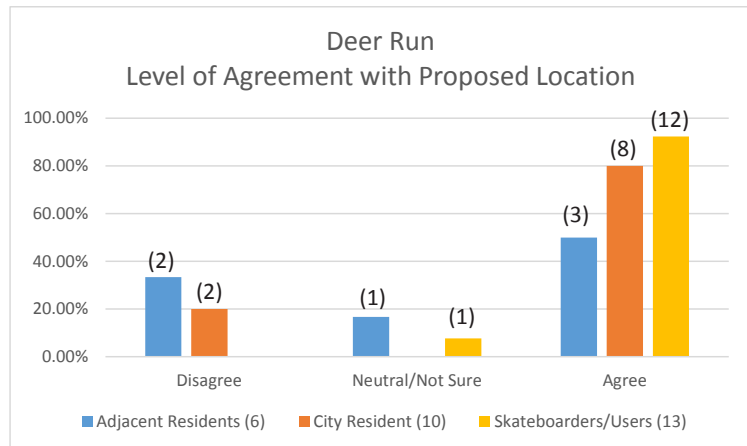 Deer Run
Level of Agreement with Proposed Location
100.00%
80.00%
60.00%
40.00%
20.00%
0.00%
(2)
(2)
(1)
(1)
(3)
(8)
(12)
Disagree
Neutral/Not Sure
Agree
Adjacent Residents (6)
City Resident (10)
Skateboarders/Users (13)